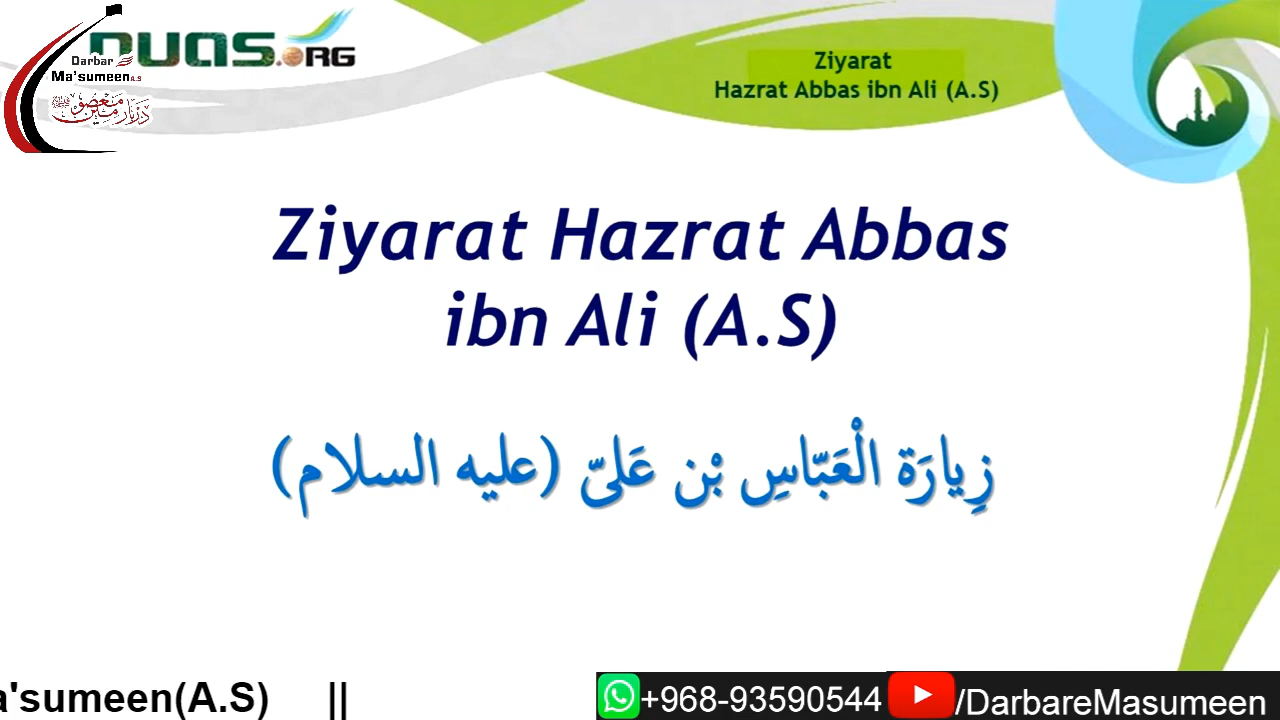 DUAS.ORG
Darbar
Ma'sumeen A.S
Ziyarat
Hazrat Abbas ibn Ali (A.S)
Ziyarat Hazrat Abbas
ibn Ali (A.S)
زِيارَة الْعَبّاسِ بْن عَلىّ (عليه السلام)
a'sumeen(A.S) ||
+968-93590544 /DarbareMasumeen